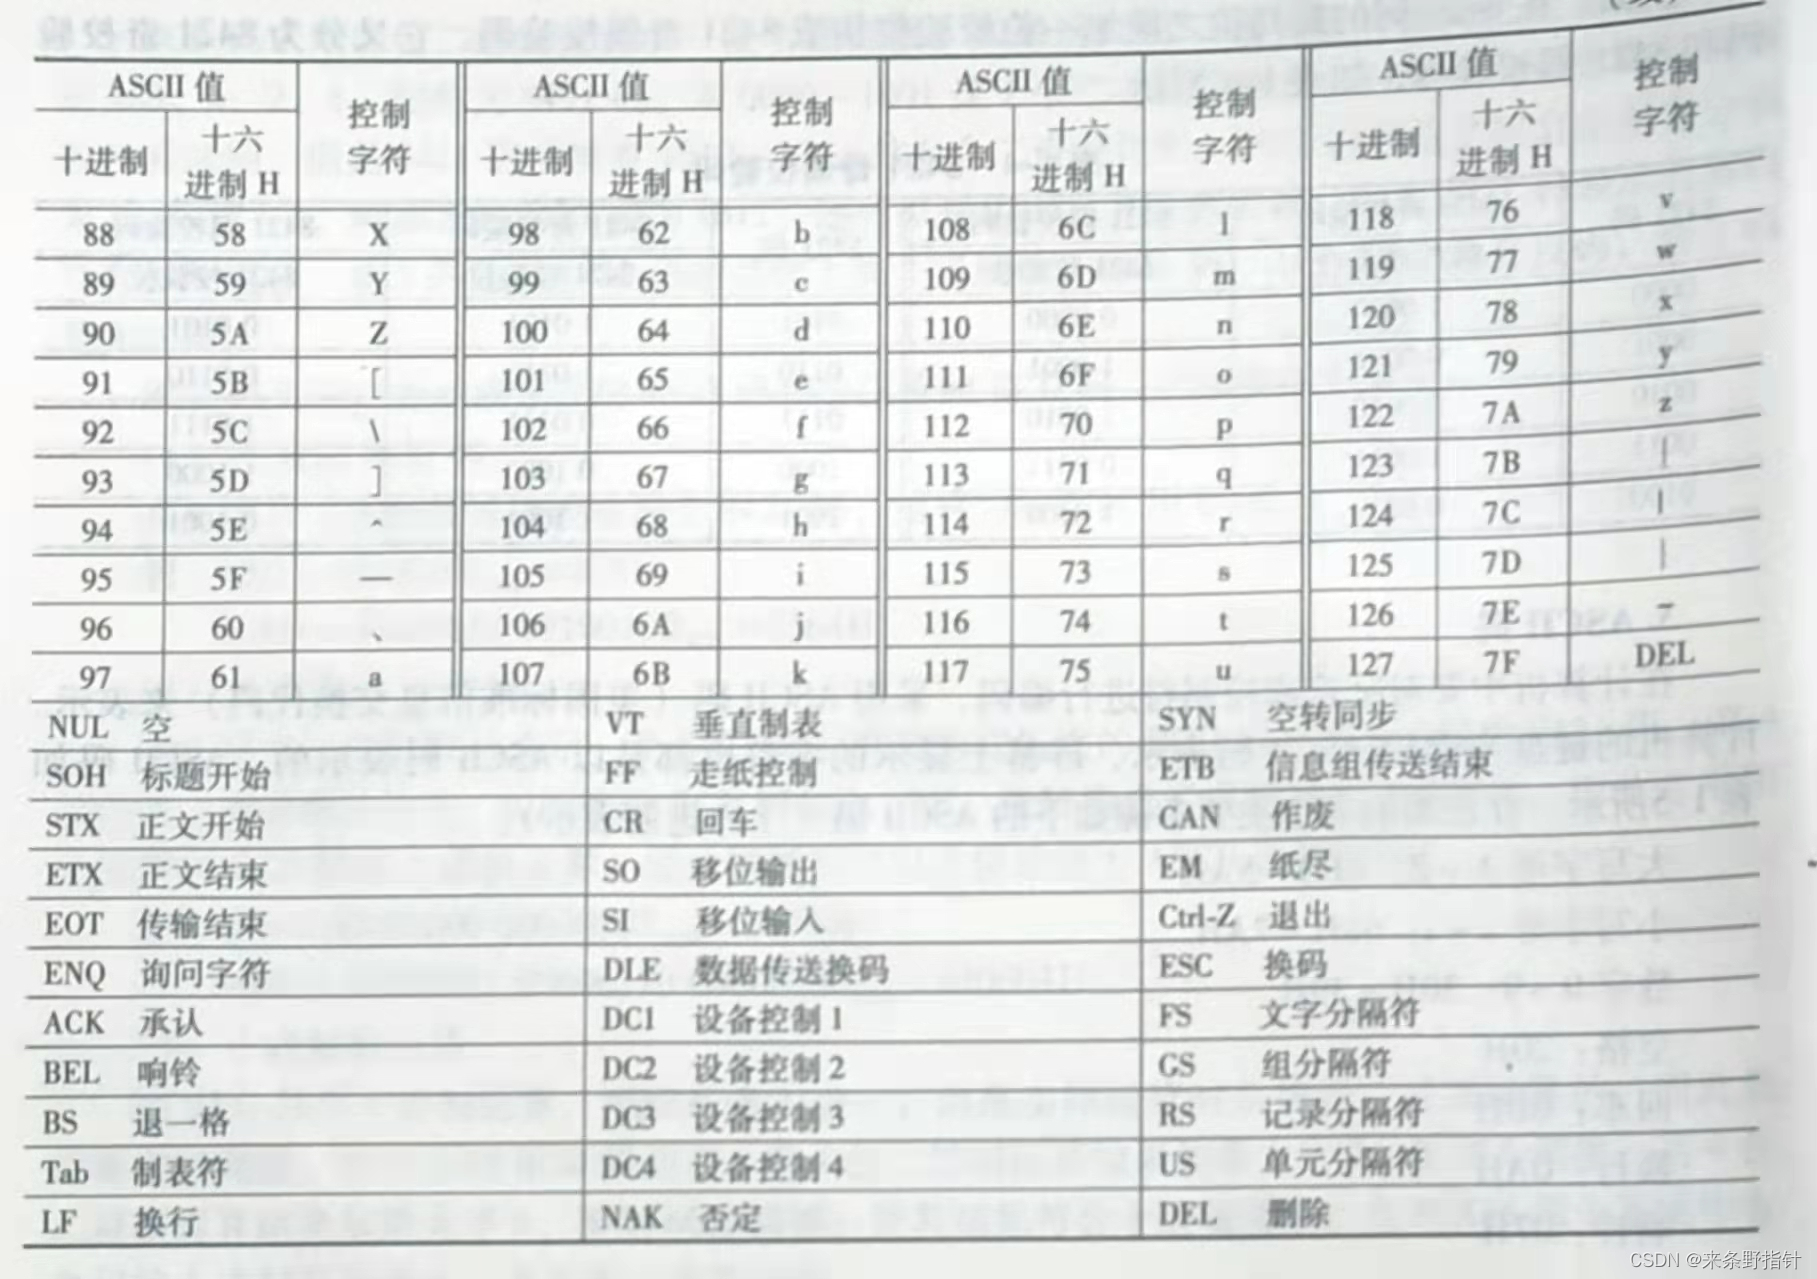 ASCII 值 控制字符 ASCII 值 控制字符 ASCII 值 控制字符 ASCII 值 控制字符
十进制 十六进制 H 十进制 十六进制 H 十进制 十六进制 H 十进制 十六进制 H
88 58 X 98 62 b 108 6C l 118 76 v
89 59 Y 99 63 c 109 6D m 119 77 w
90 5A Z 100 64 d 110 6E n 120 78 x
91 5B [ 101 65 e 111 6F o 121 79 y
92 5C \ 102 66 f 112 70 p 122 7A z
93 5D ] 103 67 g 113 71 q 123 7B |
94 5E ^ 104 68 h 114 72 r 124 7C |
95 5F — 105 69 i 115 73 s 125 7D |
96 60 、 106 6A j 116 74 t 126 7E ~
97 61 a 107 6B k 117 75 u 127 7F DEL
NUL 空 VT 垂直制表 SYN 空转同步
SOH 标题开始 FF 走纸控制 ETB 信息组传送结束
STX 正文开始 CR 回车 CAN 作废
ETX 正文结束 SO 移位输出 EM 纸尽
EOT 传输结束 SI 移位输入 Ctrl-Z 退出
ENQ 询问字符 DLE 数据传送换码 ESC 换码
ACK 承认 DC1 设备控制 1 FS 文字分隔符
BEL 响铃 DC2 设备控制 2 GS 组分隔符
BS 退一格 DC3 设备控制 3 RS 记录分隔符
Tab 制表符 DC4 设备控制 4 US 单元分隔符
LF 换行 NAK 否定 DEL 删除
CSDN @来条野指针